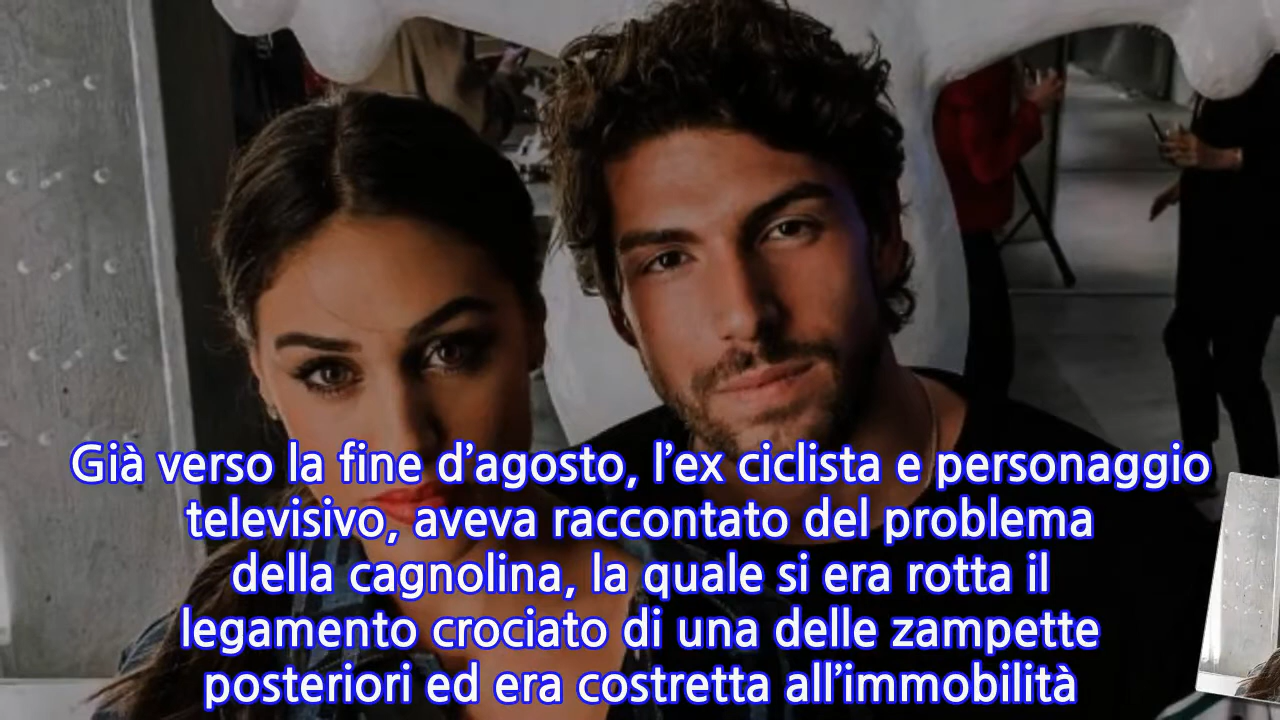 Già verso la fine d’agosto, l’ex ciclista e personaggio
televisivo, aveva raccontato del problema
della cagnolina, la quale si era rotta il
legamento crociato di una delle zampette
posteriori ed era costretta all’immobilità